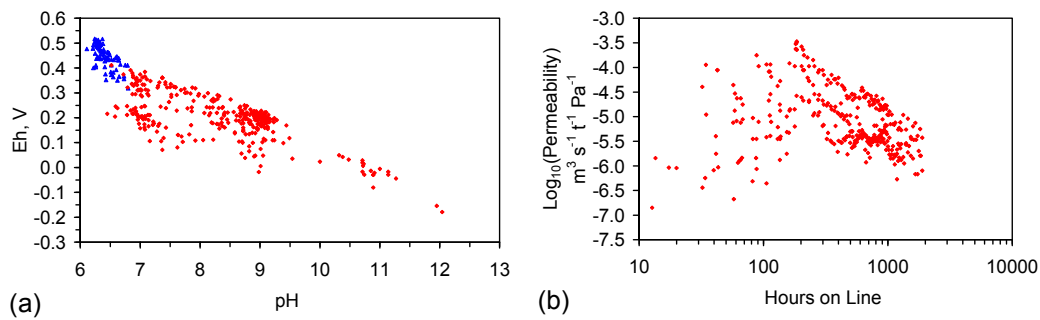 0.6
0.5
0.4
0.3
0.2
0.1
0.0
-0.1
-0.2
-0.3
Eh, V
6 7 8 9 10 11 12 13
pH
(a)
-3.0
-3.5
-4.0
-4.5
-5.0
-5.5
-6.0
-6.5
-7.0
-7.5
Log₁₀(Permeability)
m³ s⁻¹ t⁻¹ Pa⁻¹
10 100 1000 10000
Hours on Line
(b)